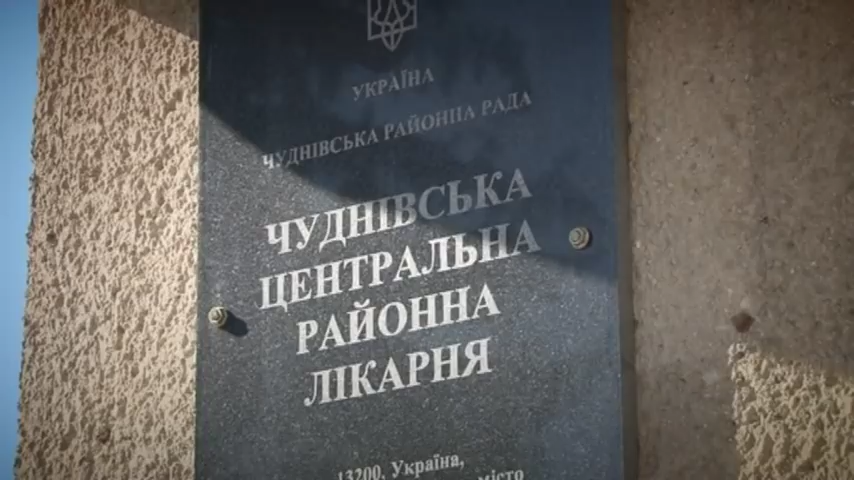 УКРАЇНА
ЧУДНІВСЬКА РАЙОННА РАДА
ЧУДНІВСЬКА
ЦЕНТРАЛЬНА
РАЙОННА
ЛІКАРНЯ
13200, Україна,
місто